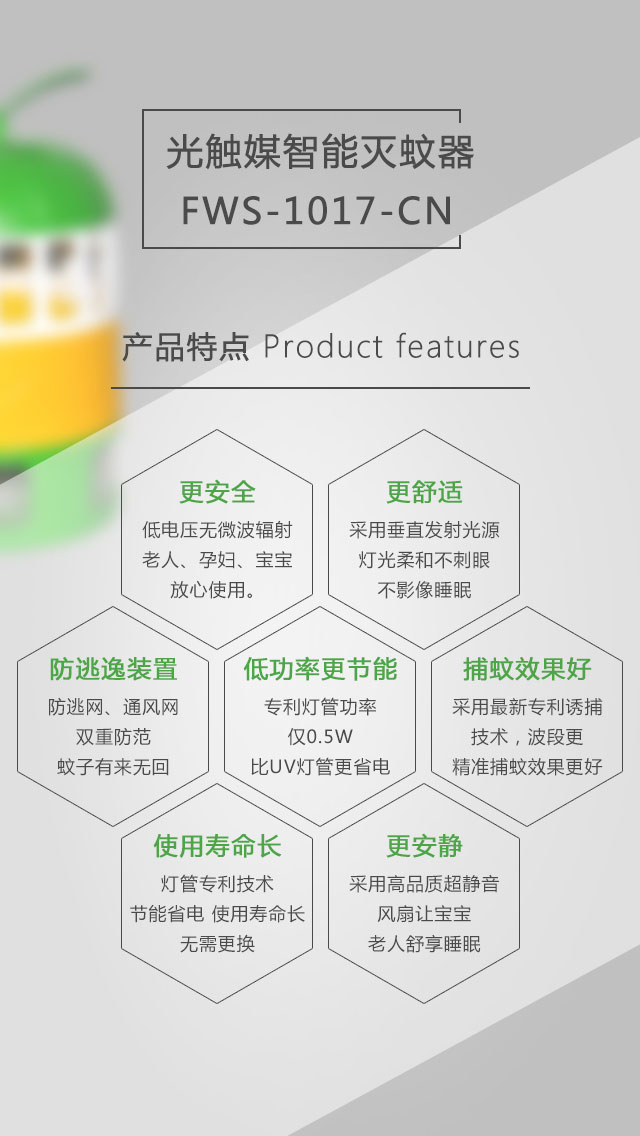 光触媒智能灭蚊器
FWS-1017-CN
产品特点 Product features
更安全
低电压无微波辐射
老人、孕妇、宝宝
放心使用。
更舒适
采用垂直发射光源
灯光柔和不刺眼
不影像睡眠
防逃逸装置
防逃网、通风网
双重防范
蚊子有来无回
低功率更节能
专利灯管功率
仅0.5W
比UV灯管更省电
捕蚊效果好
采用最新专利诱捕
技术，波段更
精准捕蚊效果更好
使用寿命长
灯管专利技术
节能省电 使用寿命长
无需更换
更安静
采用高品质超静音
风扇让宝宝
老人舒享睡眠